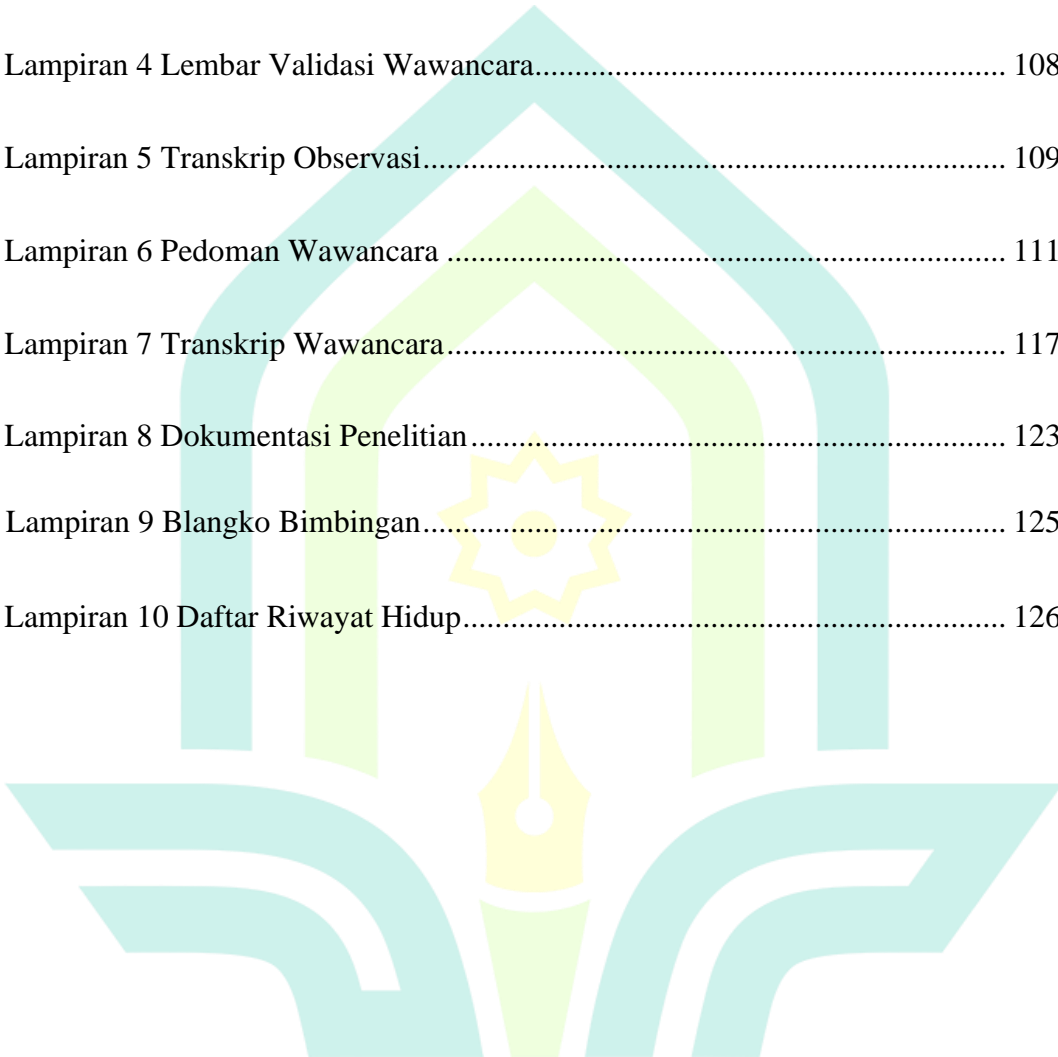 Lampiran 4 Lembar Validasi Wawancara.......................................................... 108
Lampiran 5 Transkrip Observasi........................................................................ 109
Lampiran 6 Pedoman Wawancara ..................................................................... 111
Lampiran 7 Transkrip Wawancara..................................................................... 117
Lampiran 8 Dokumentasi Penelitian.................................................................. 123
Lampiran 9 Blangko Bimbingan........................................................................ 125
Lampiran 10 Daftar Riwayat Hidup................................................................... 126